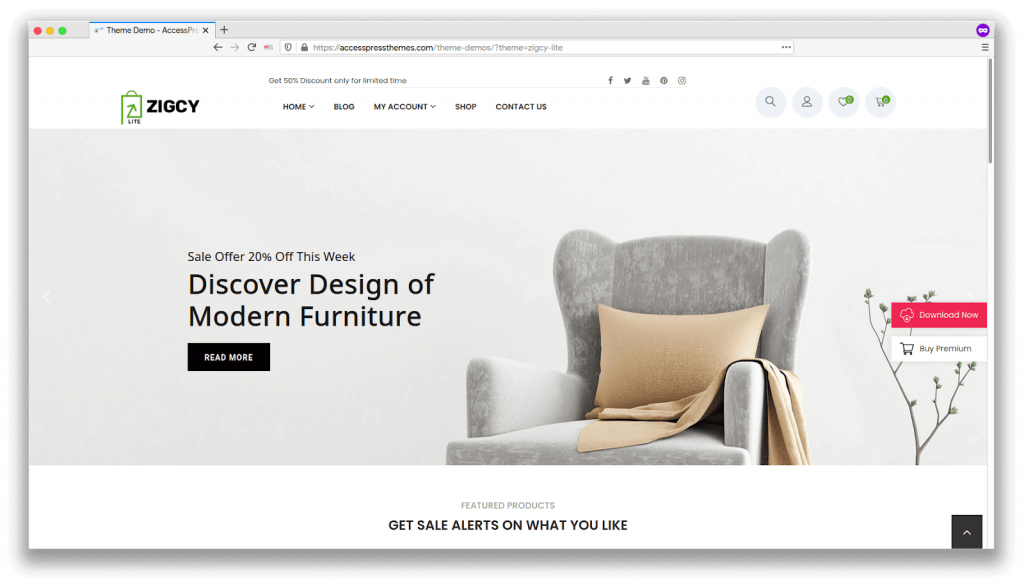 Theme Demo - AccessPre
https://accesspressthemes.com/theme-demos/?theme=zigcy-lite
Get 50% Discount only for limited time
ZIGCY
LITE
HOME
BLOG
MY ACCOUNT
SHOP
CONTACT US
0
0
Sale Offer 20% Off This Week
Discover Design of
Modern Furniture
READ MORE
Download Now
Buy Premium
FEATURED PRODUCTS
GET SALE ALERTS ON WHAT YOU LIKE